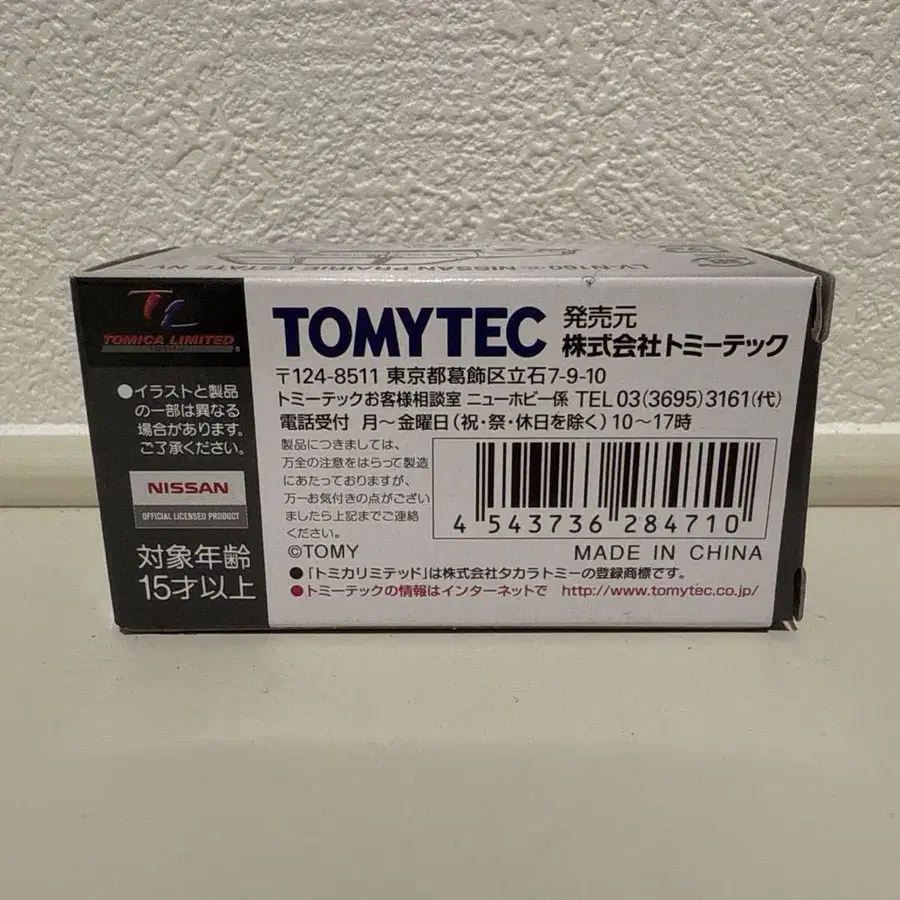 LV-N160 NISSAN PRAIRIE ESTATE NV
TOMICA LIMITED
●イラストと製品
の一部は異なる
場合があります。
ご了承ください。
NISSAN
OFFICIAL LICENSED PRODUCT
対象年齢
15才以上
TOMYTEC
発売元
株式会社トミーテック
〒124-8511 東京都葛飾区立石7-9-10
トミーテックお客様相談室 ニューホビー係 TEL 03(3695)3161(代)
電話受付 月〜金曜日(祝・祭・休日を除く)10〜17時
製品につきましては、
万全の注意をはらって製造
にあたっておりますが、
万一お気付きの点がござい
ましたら上記までご連絡
ください。
4 543736 284710
©TOMY
MADE IN CHINA
●「トミカリミテッド」は株式会社タカラトミーの登録商標です。
●トミーテックの情報はインターネットで http://www.tomytec.co.jp/